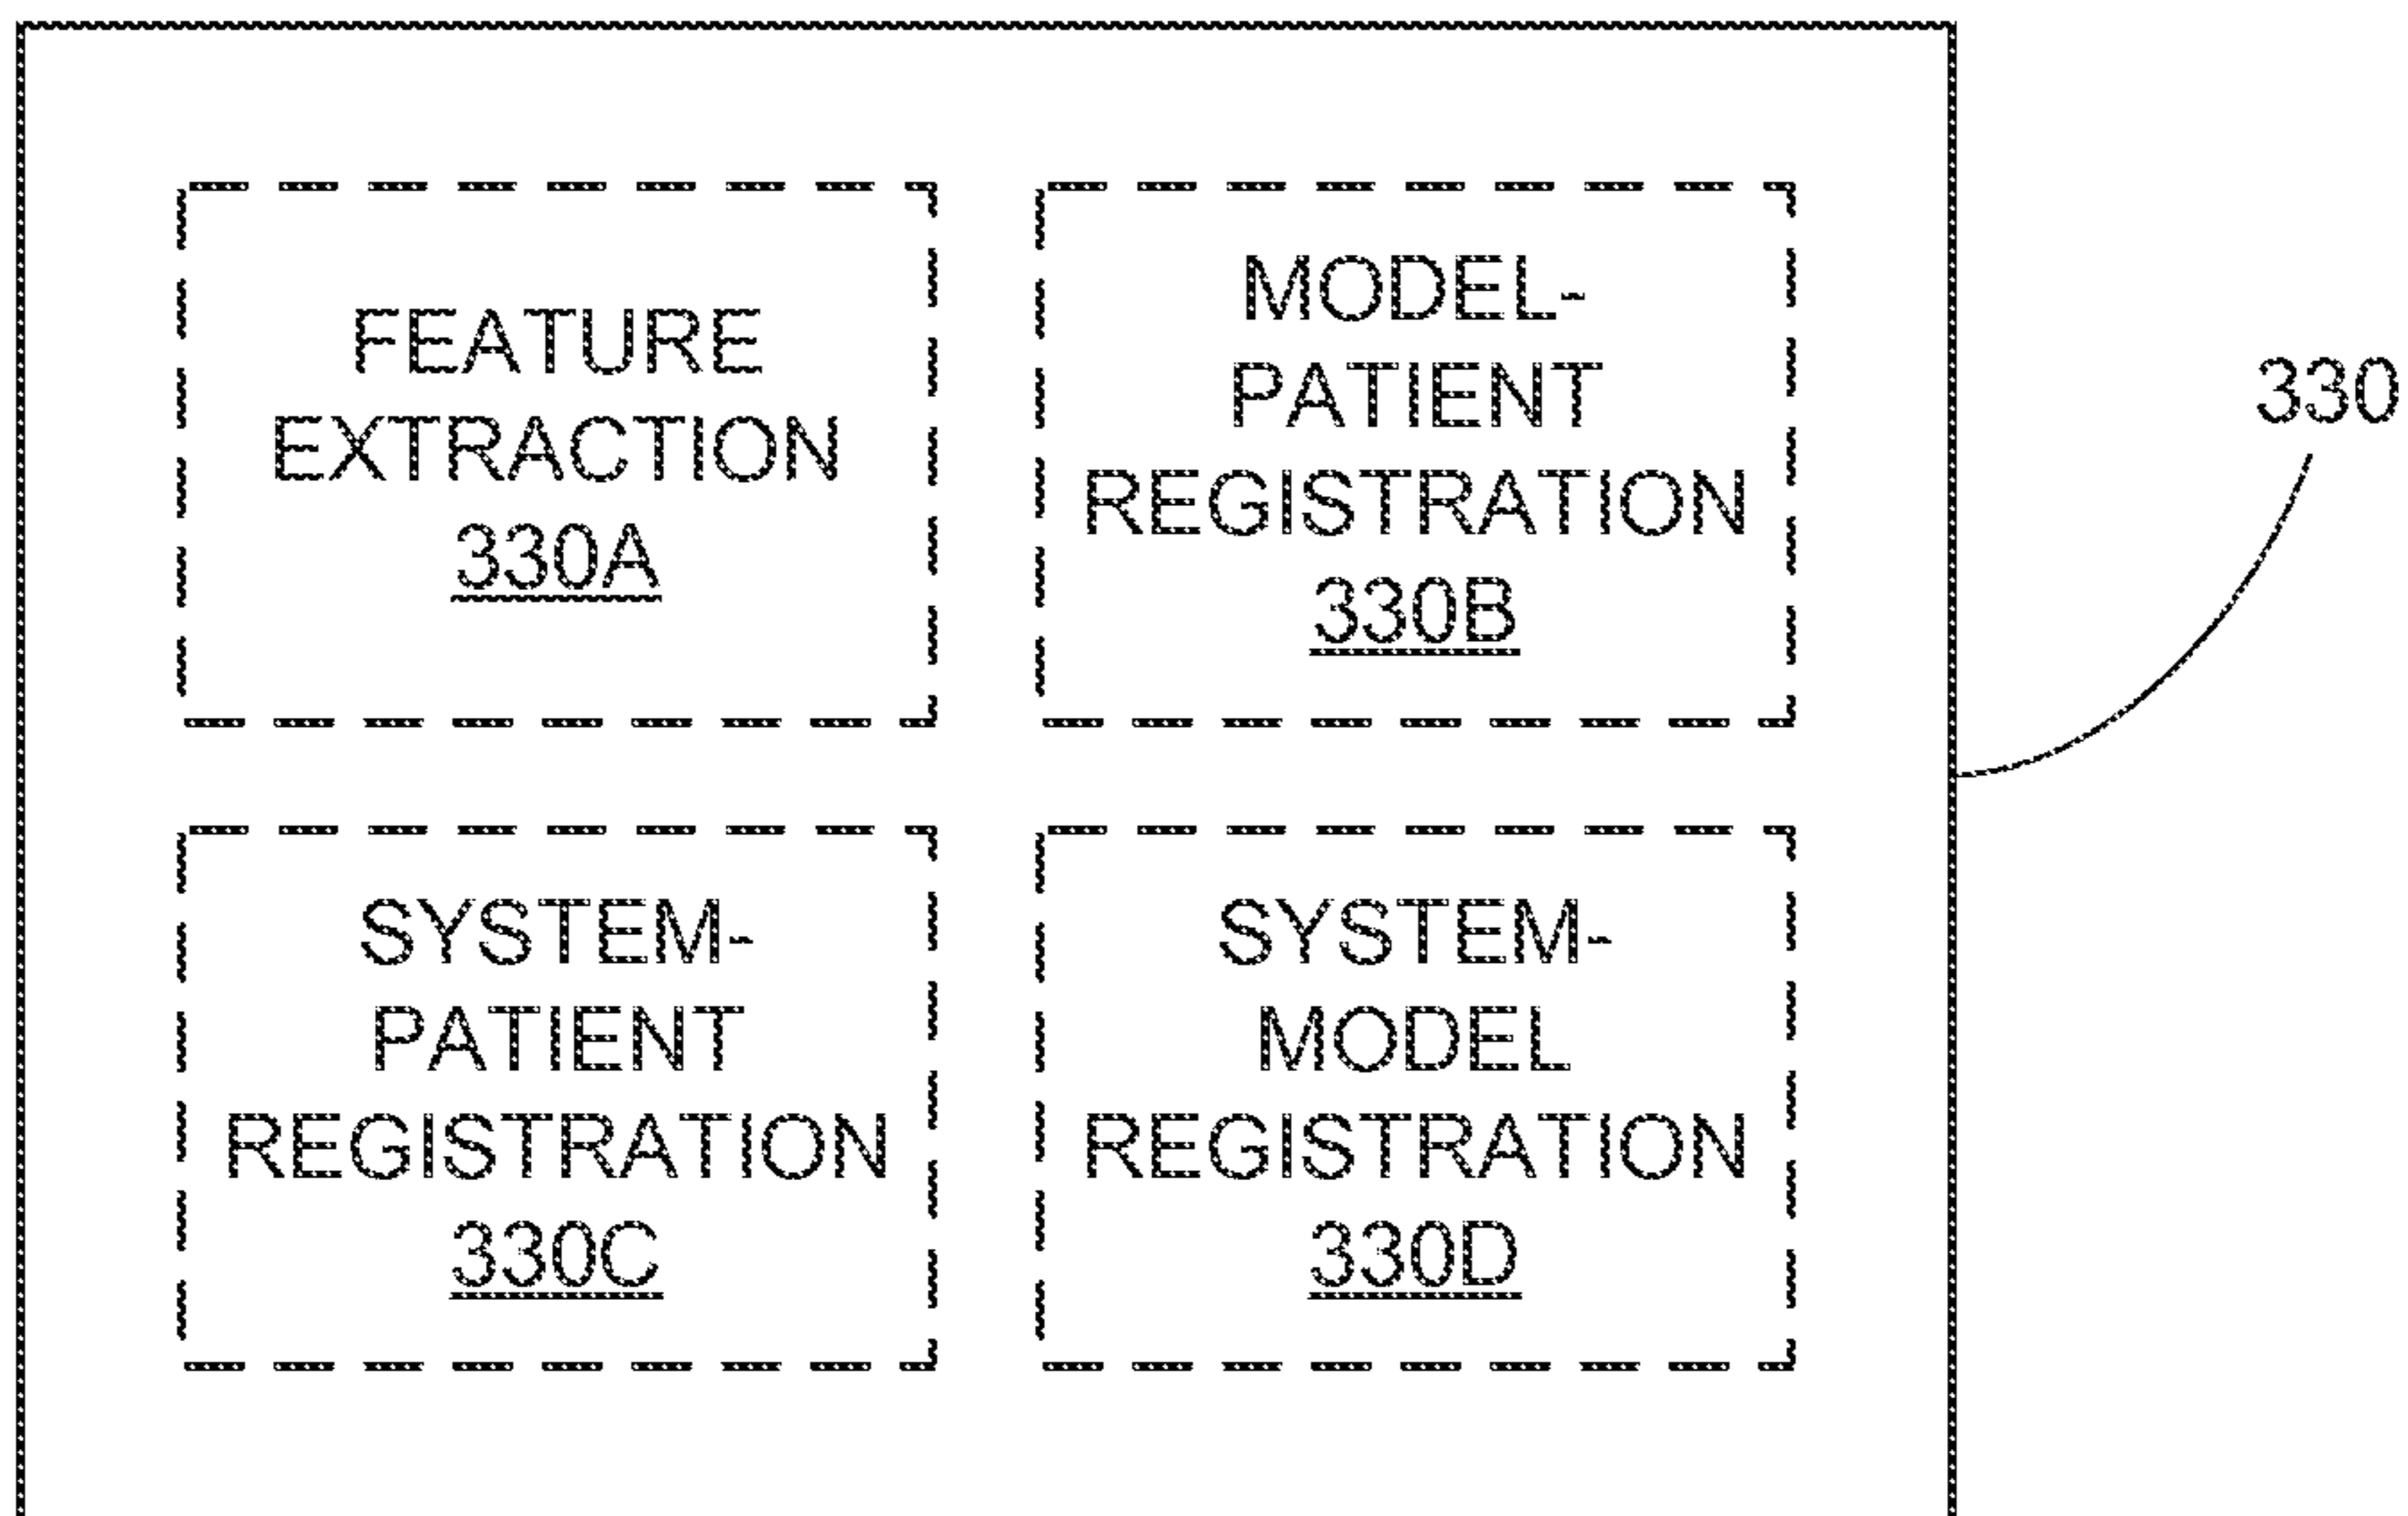 FEATURE
EXTRACTION
330A
MODEL-
PATIENT
REGISTRATION
330B
330
SYSTEM-
PATIENT
REGISTRATION
330C
SYSTEM-
MODEL
REGISTRATION
330D